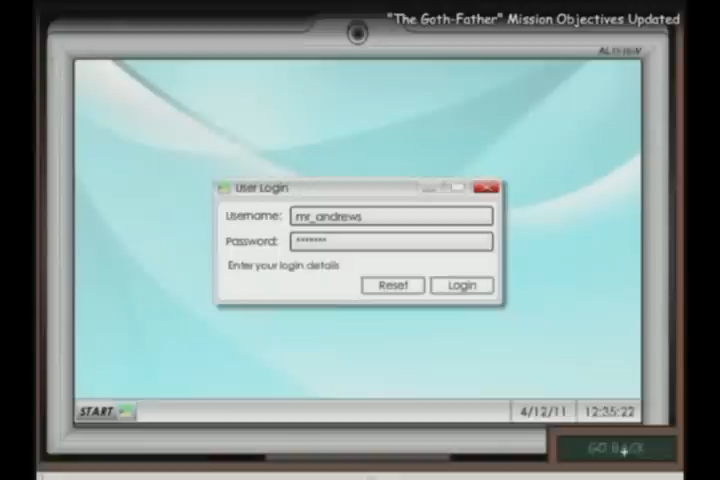 "The Goth-Father" Mission Objectives Updated
User Login
Username: mr_andrews
Password: *******
Enter your login details
Reset Login
START 4/12/11 12:35:22
GO BACK